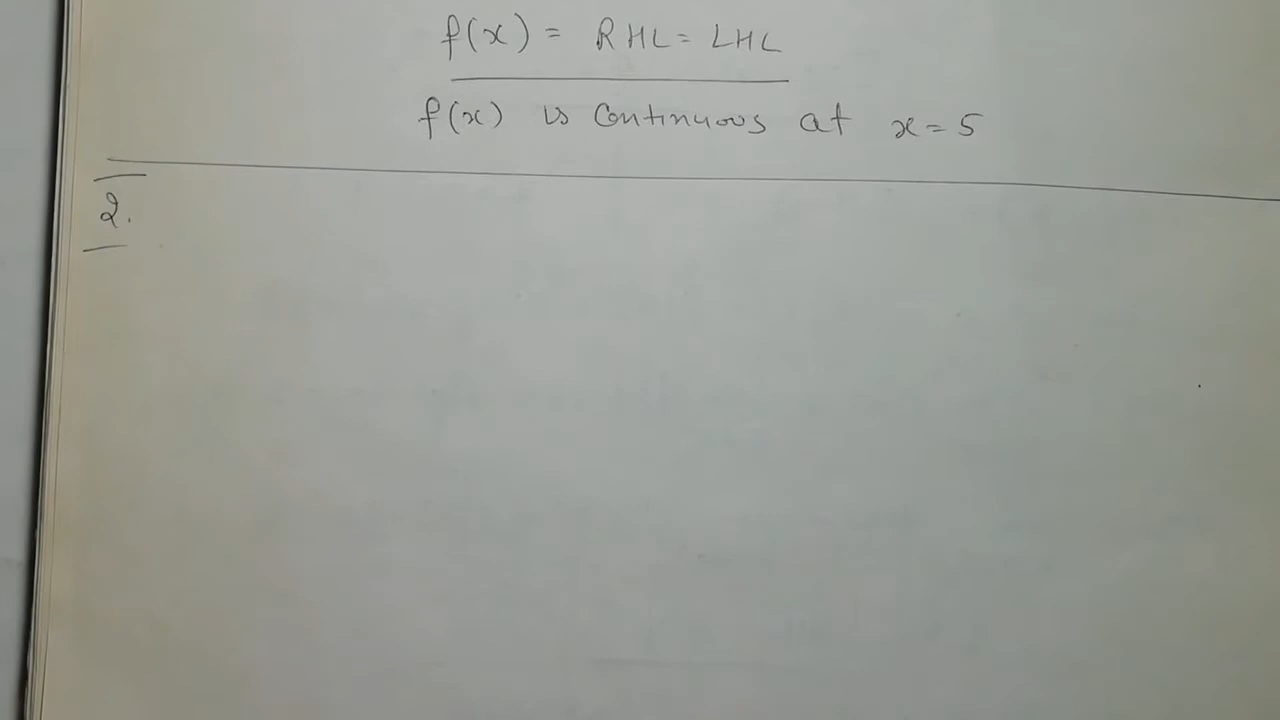 f(x) = RHL = LHL
f(x) is continuous at x = 5
2.